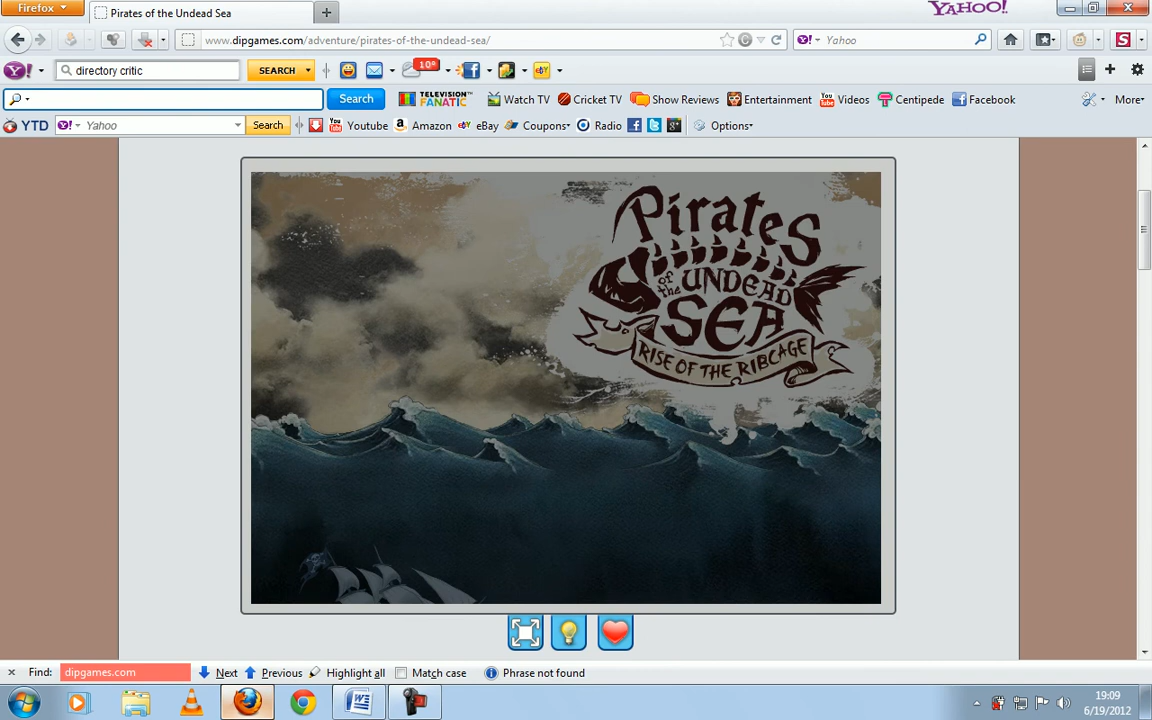 Firefox
Pirates of the Undead Sea
YAHOO!
www.dipgames.com/adventure/pirates-of-the-undead-sea/
Yahoo
directory critic
SEARCH
10°
Search
TELEVISION FANATIC
Watch TV
Cricket TV
Show Reviews
Entertainment
Videos
Centipede
Facebook
More
YTD
Yahoo
Search
Youtube
Amazon
eBay
Coupons
Radio
Options
Pirates
of the UNDEAD
SEA
RISE OF THE RIBCAGE
Find:
dipgames.com
Next
Previous
Highlight all
Match case
Phrase not found
19:09
6/19/2012